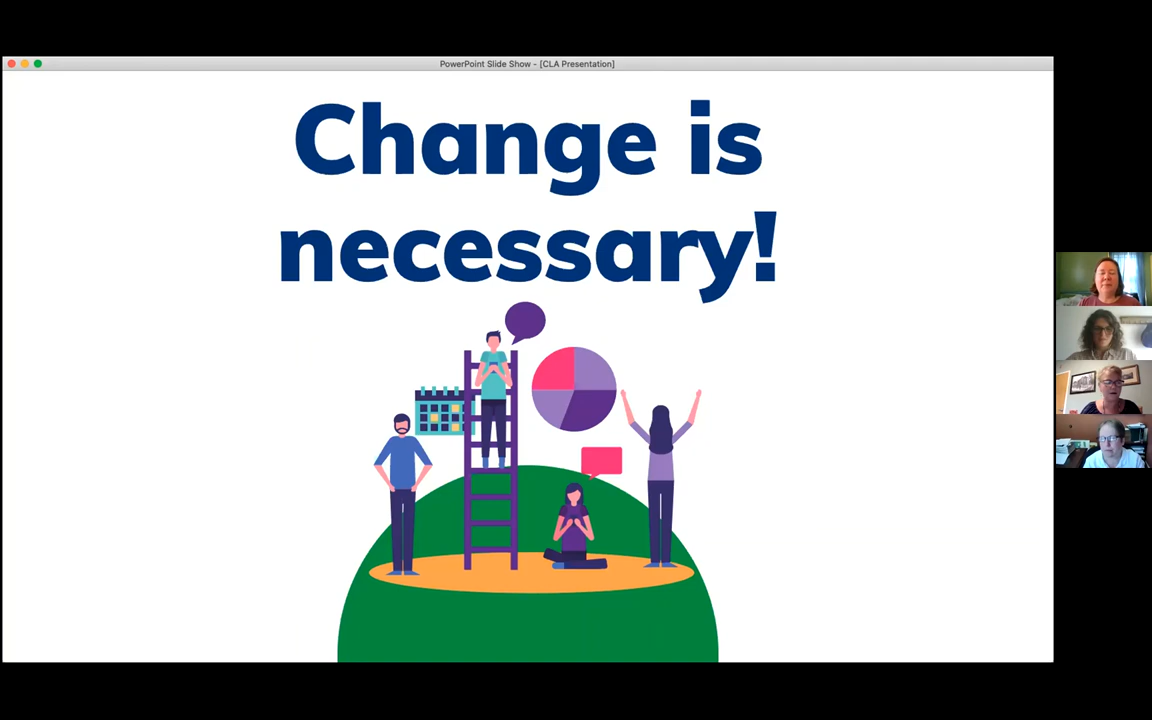 PowerPoint Slide Show - [CLA Presentation]
Change is
necessary!